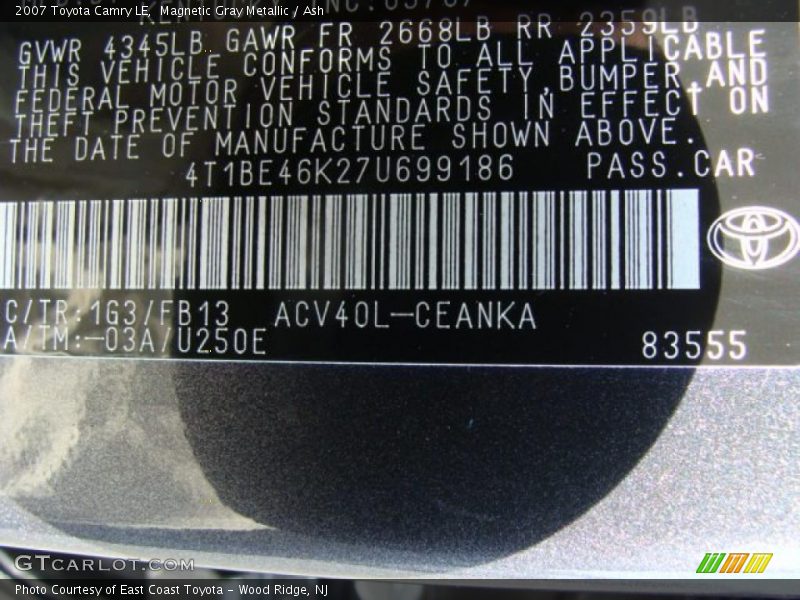 2007 Toyota Camry LE, Magnetic Gray Metallic / Ash
GVWR 4345LB GAWR FR 2668LB RR 2359LB
THIS VEHICLE CONFORMS TO ALL APPLICABLE
FEDERAL MOTOR VEHICLE SAFETY,BUMPER,AND
THEFT PREVENTION STANDARDS IN EFFECT ON
THE DATE OF MANUFACTURE SHOWN ABOVE.
4T1BE46K27U699186 PASS.CAR
C/TR:1G3/FB13 ACV40L-CEANKA
A/TM:-03A/U250E 83555
GTCARLOT.COM
Photo Courtesy of East Coast Toyota - Wood Ridge, NJ